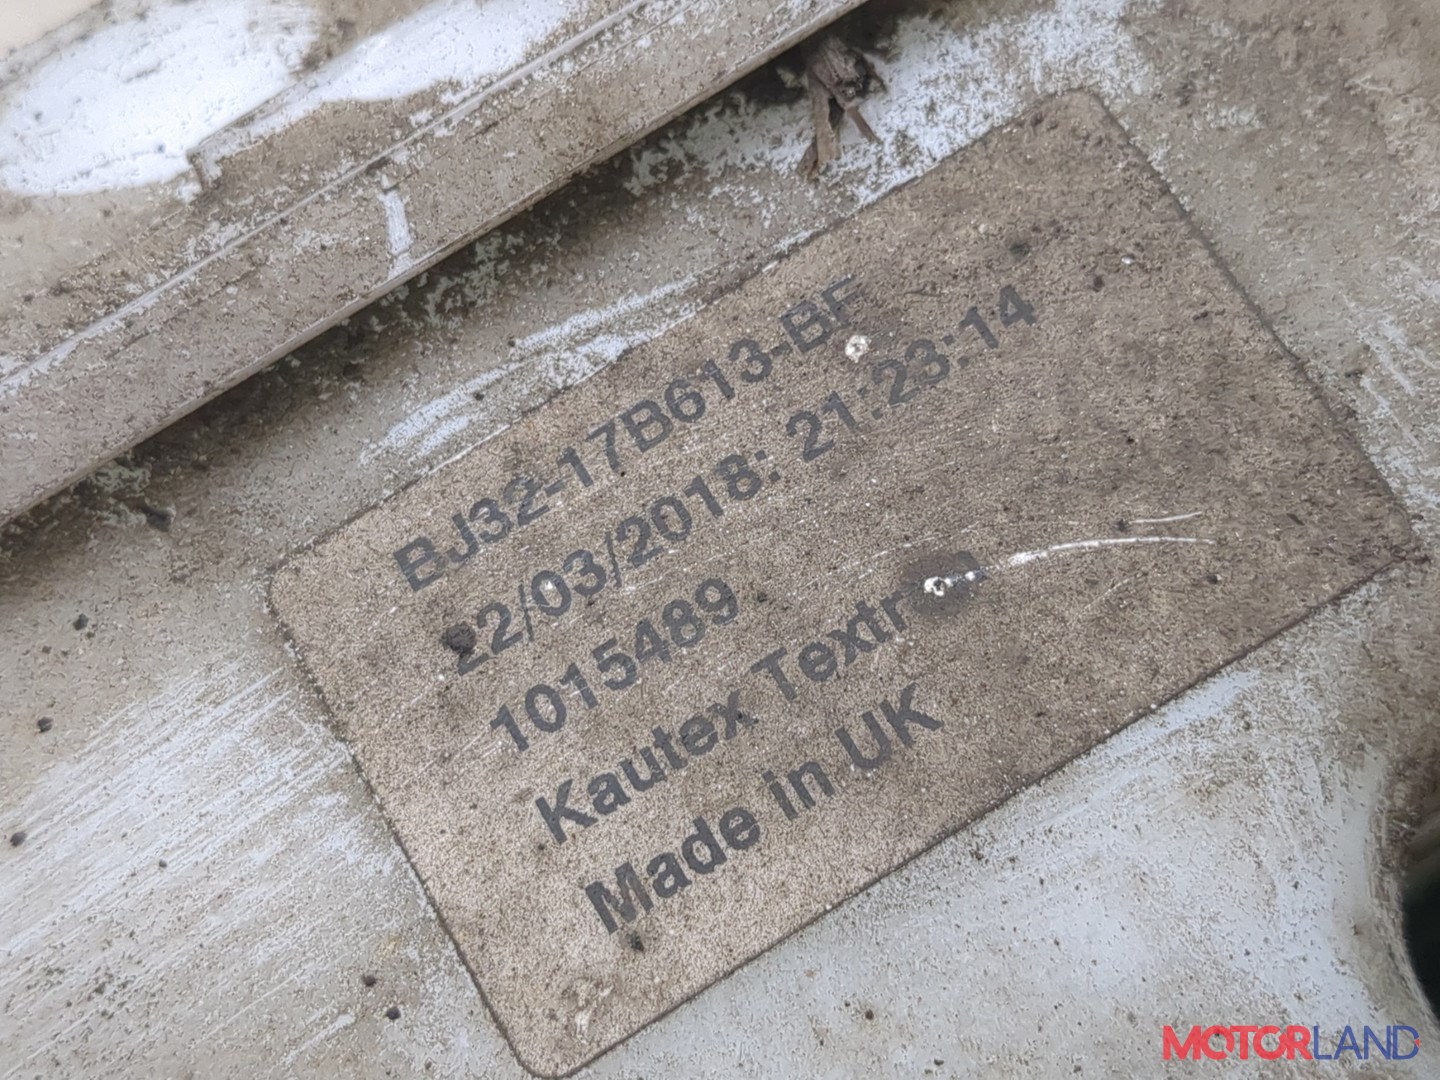 BJ32-17B613-BF
22/03/2018: 21:23:14
1015489
Kautex
Made in UK
MOTORLAND